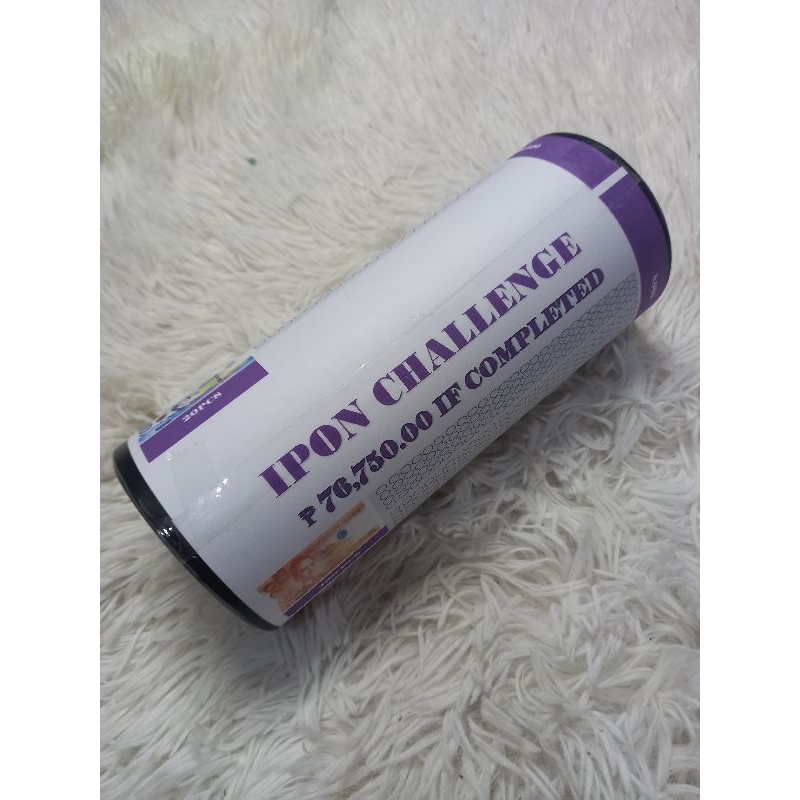 IPON CHALLENGE
₱ 76,750.00 IF COMPLETED
20PCS